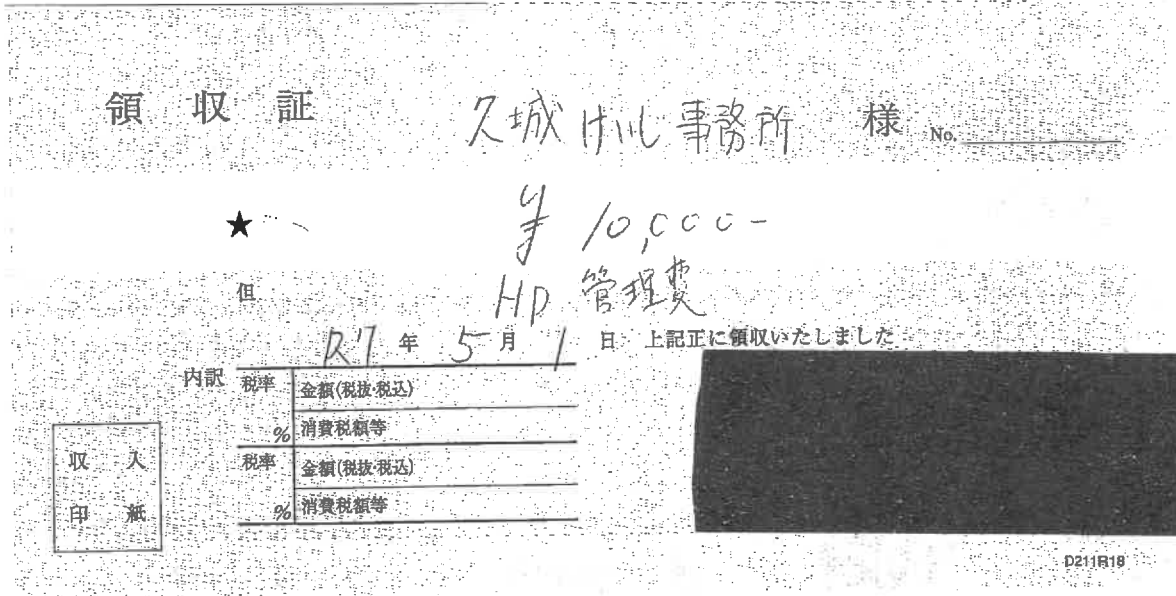 領収証 久城けいし事務所 様 No.
★ ¥10,000-
但 HP 管理費
R7年5月1日 上記正に領収いたしました
内訳 税率 金額(税抜・税込)
% 消費税額等
税率 金額(税抜・税込)
% 消費税額等
収入
印紙
D211R18